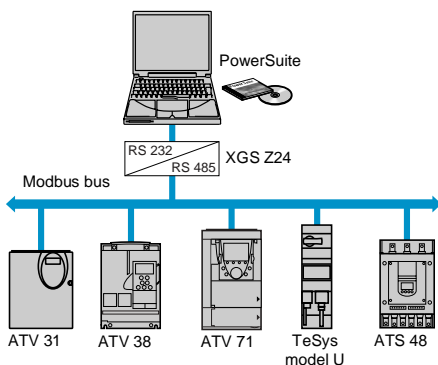 PowerSuite
RS 232
RS 485
XGS Z24
Modbus bus
ATV 31
ATV 38
ATV 71
TeSys
model U
ATS 48